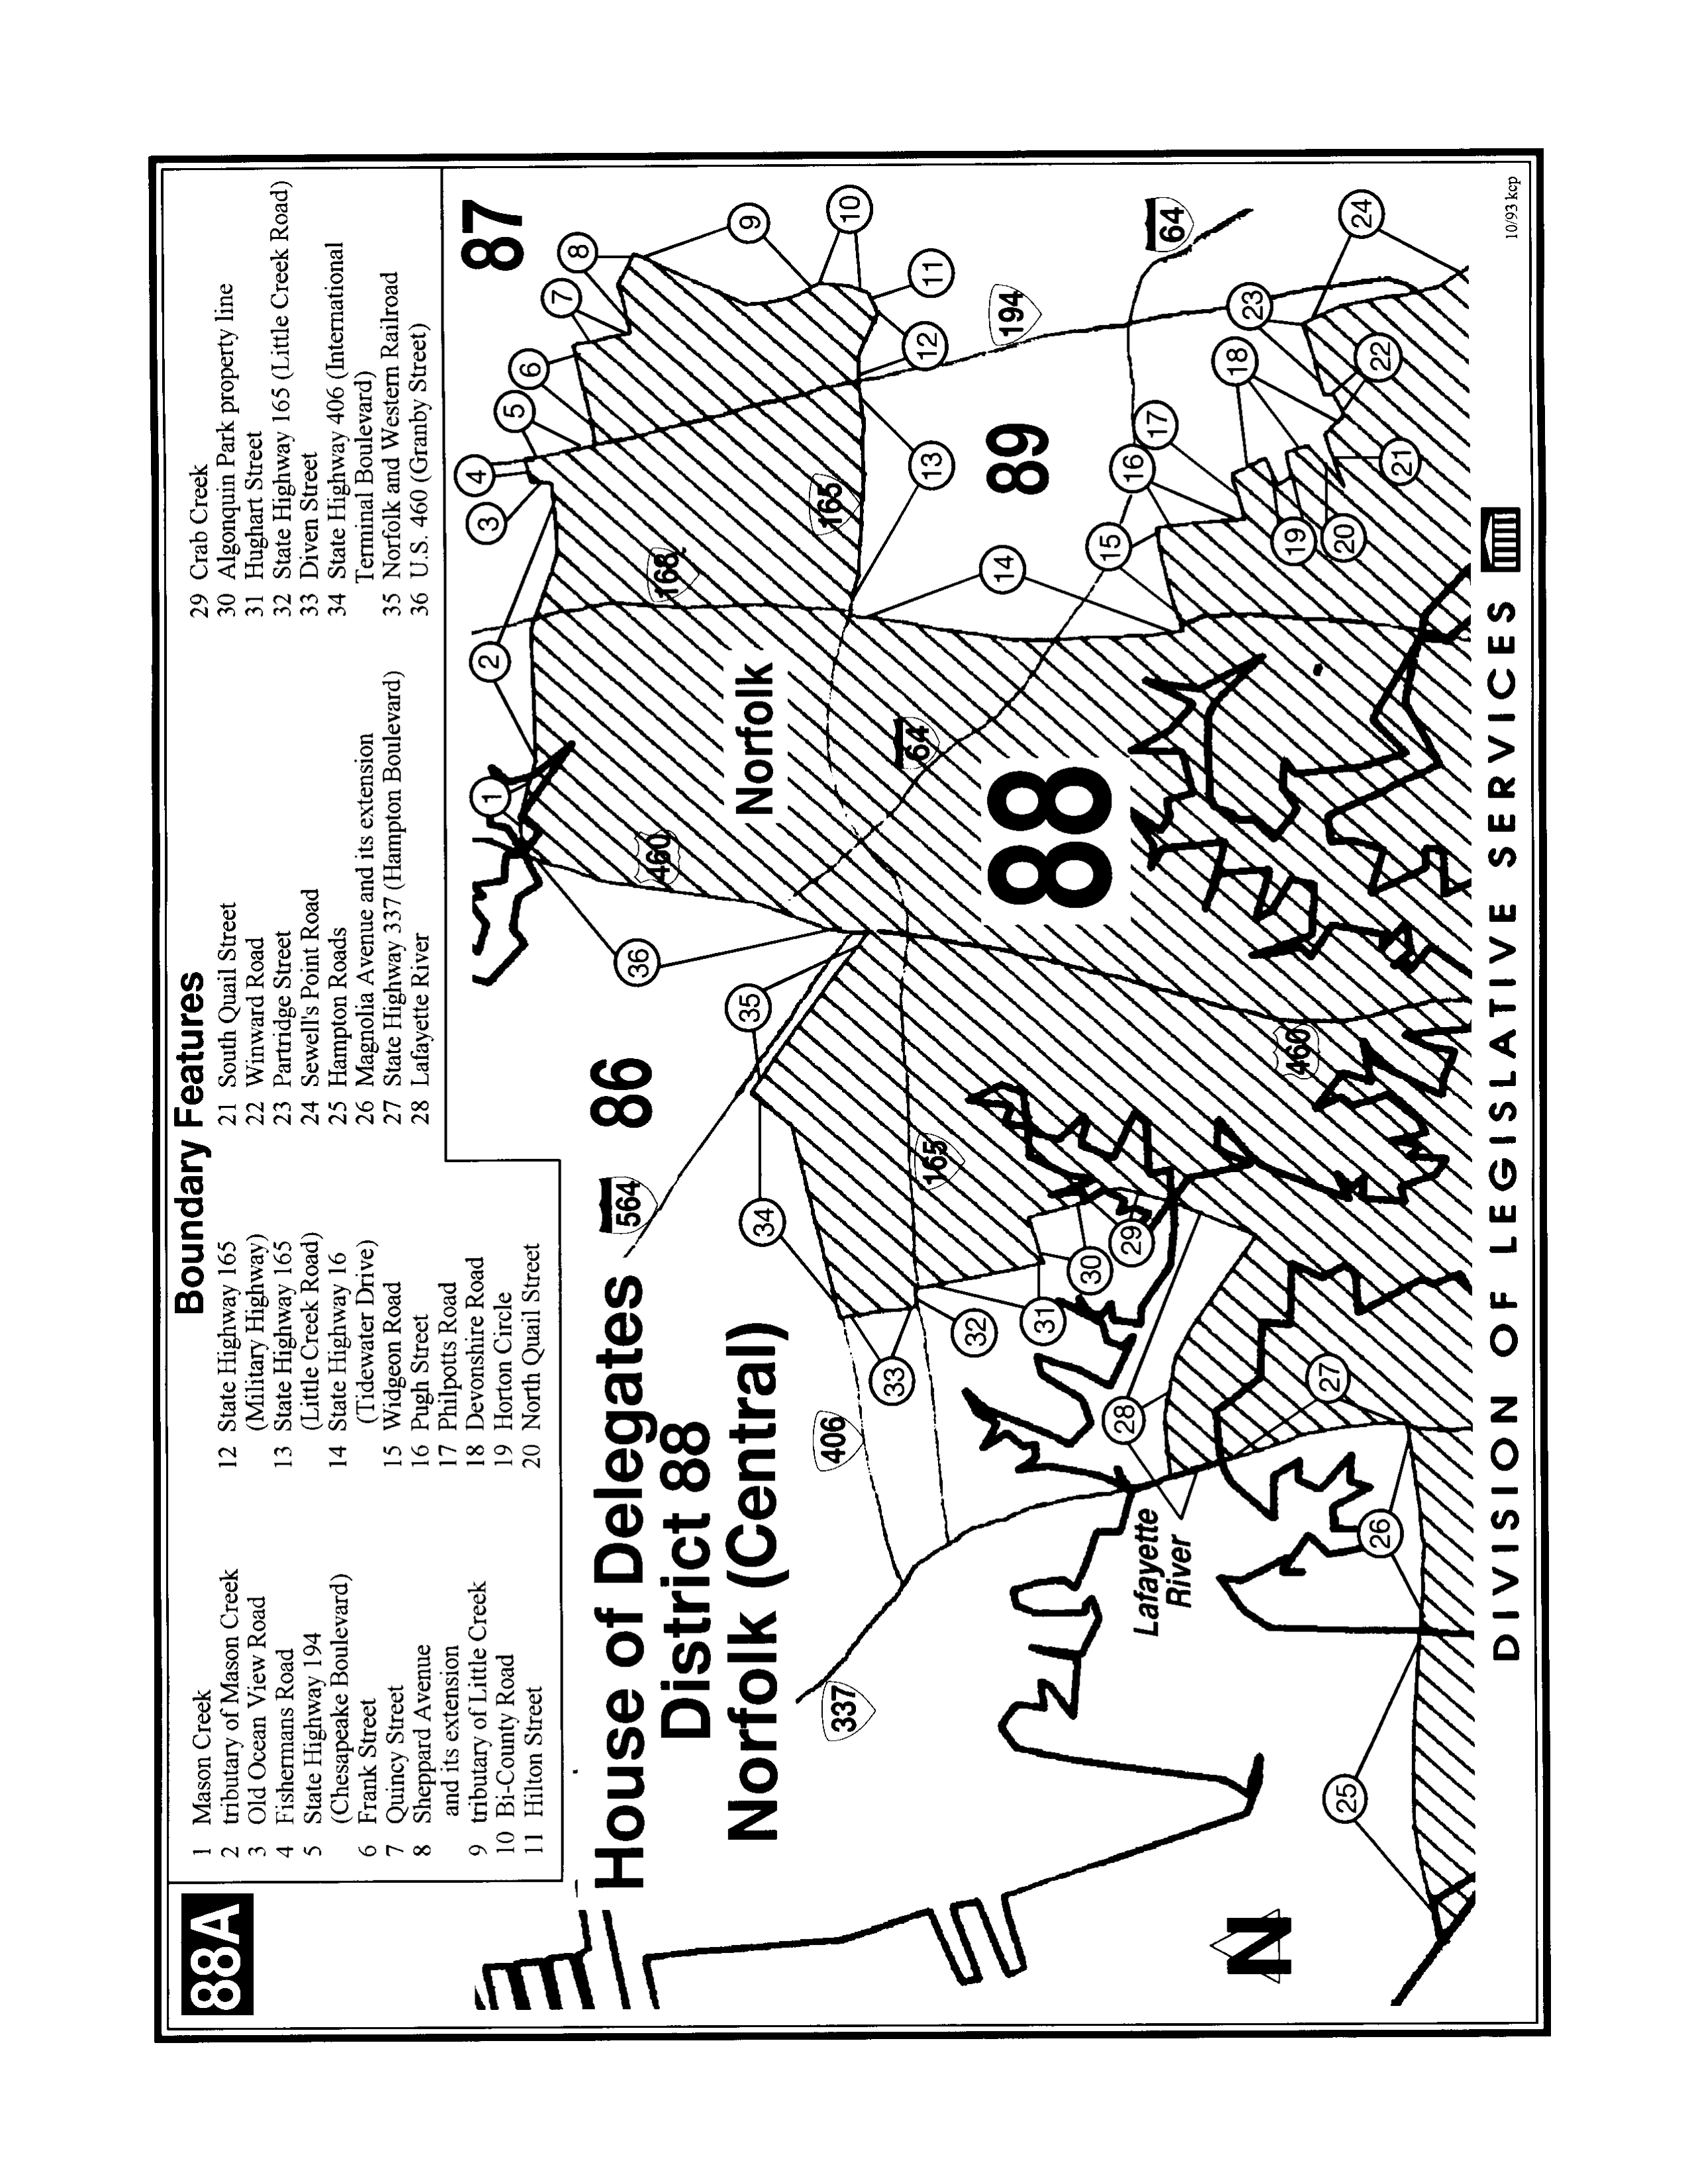 88A
Boundary Features
1 Mason Creek
2 tributary of Mason Creek
3 Old Ocean View Road
4 Fishermans Road
5 State Highway 194
(Chesapeake Boulevard)
6 Frank Street
7 Quincy Street
8 Sheppard Avenue
and its extension
9 tributary of Little Creek
10 Bi-County Road
11 Hilton Street
12 State Highway 165
(Military Highway)
13 State Highway 165
(Little Creek Road)
14 State Highway 16
(Tidewater Drive)
15 Widgeon Road
16 Pugh Street
17 Philpotts Road
18 Devonshire Road
19 Horton Circle
20 North Quail Street
21 South Quail Street
22 Winward Road
23 Partridge Street
24 Sewell's Point Road
25 Hampton Roads
26 Magnolia Avenue and its extension
27 State Highway 337 (Hampton Boulevard)
28 Lafayette River
29 Crab Creek
30 Algonquin Park property line
31 Hughart Street
32 State Highway 165 (Little Creek Road)
33 Diven Street
34 State Highway 406 (International
Terminal Boulevard)
35 Norfolk and Western Railroad
36 U.S. 460 (Granby Street)
House of Delegates
District 88
Norfolk (Central)
87
86
564
1
2
3
4
5
6
7
8
9
10
11
12
13
14
15
16
17
18
19
20
21
22
23
24
25
26
27
28
29
30
31
32
33
34
35
36
460
168
165
Norfolk
64
194
89
88
64
165
406
337
460
Lafayette
River
N
DIVISION OF LEGISLATIVE SERVICES
10/93 kcp